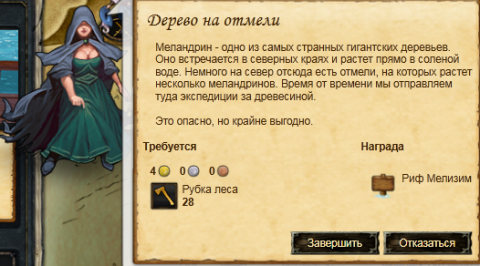 Дерево на отмели
Меландрин - одно из самых странных гигантских деревьев.
Оно встречается в северных краях и растет прямо в соленой
воде. Немного на север отсюда есть отмели, на которых растет
несколько меландринов. Время от времени мы отправляем
туда экспедиции за древесиной.
Это опасно, но крайне выгодно.
Требуется
Награда
4 0 0
Рубка леса
28
Риф Мелизим
Завершить
Отказаться